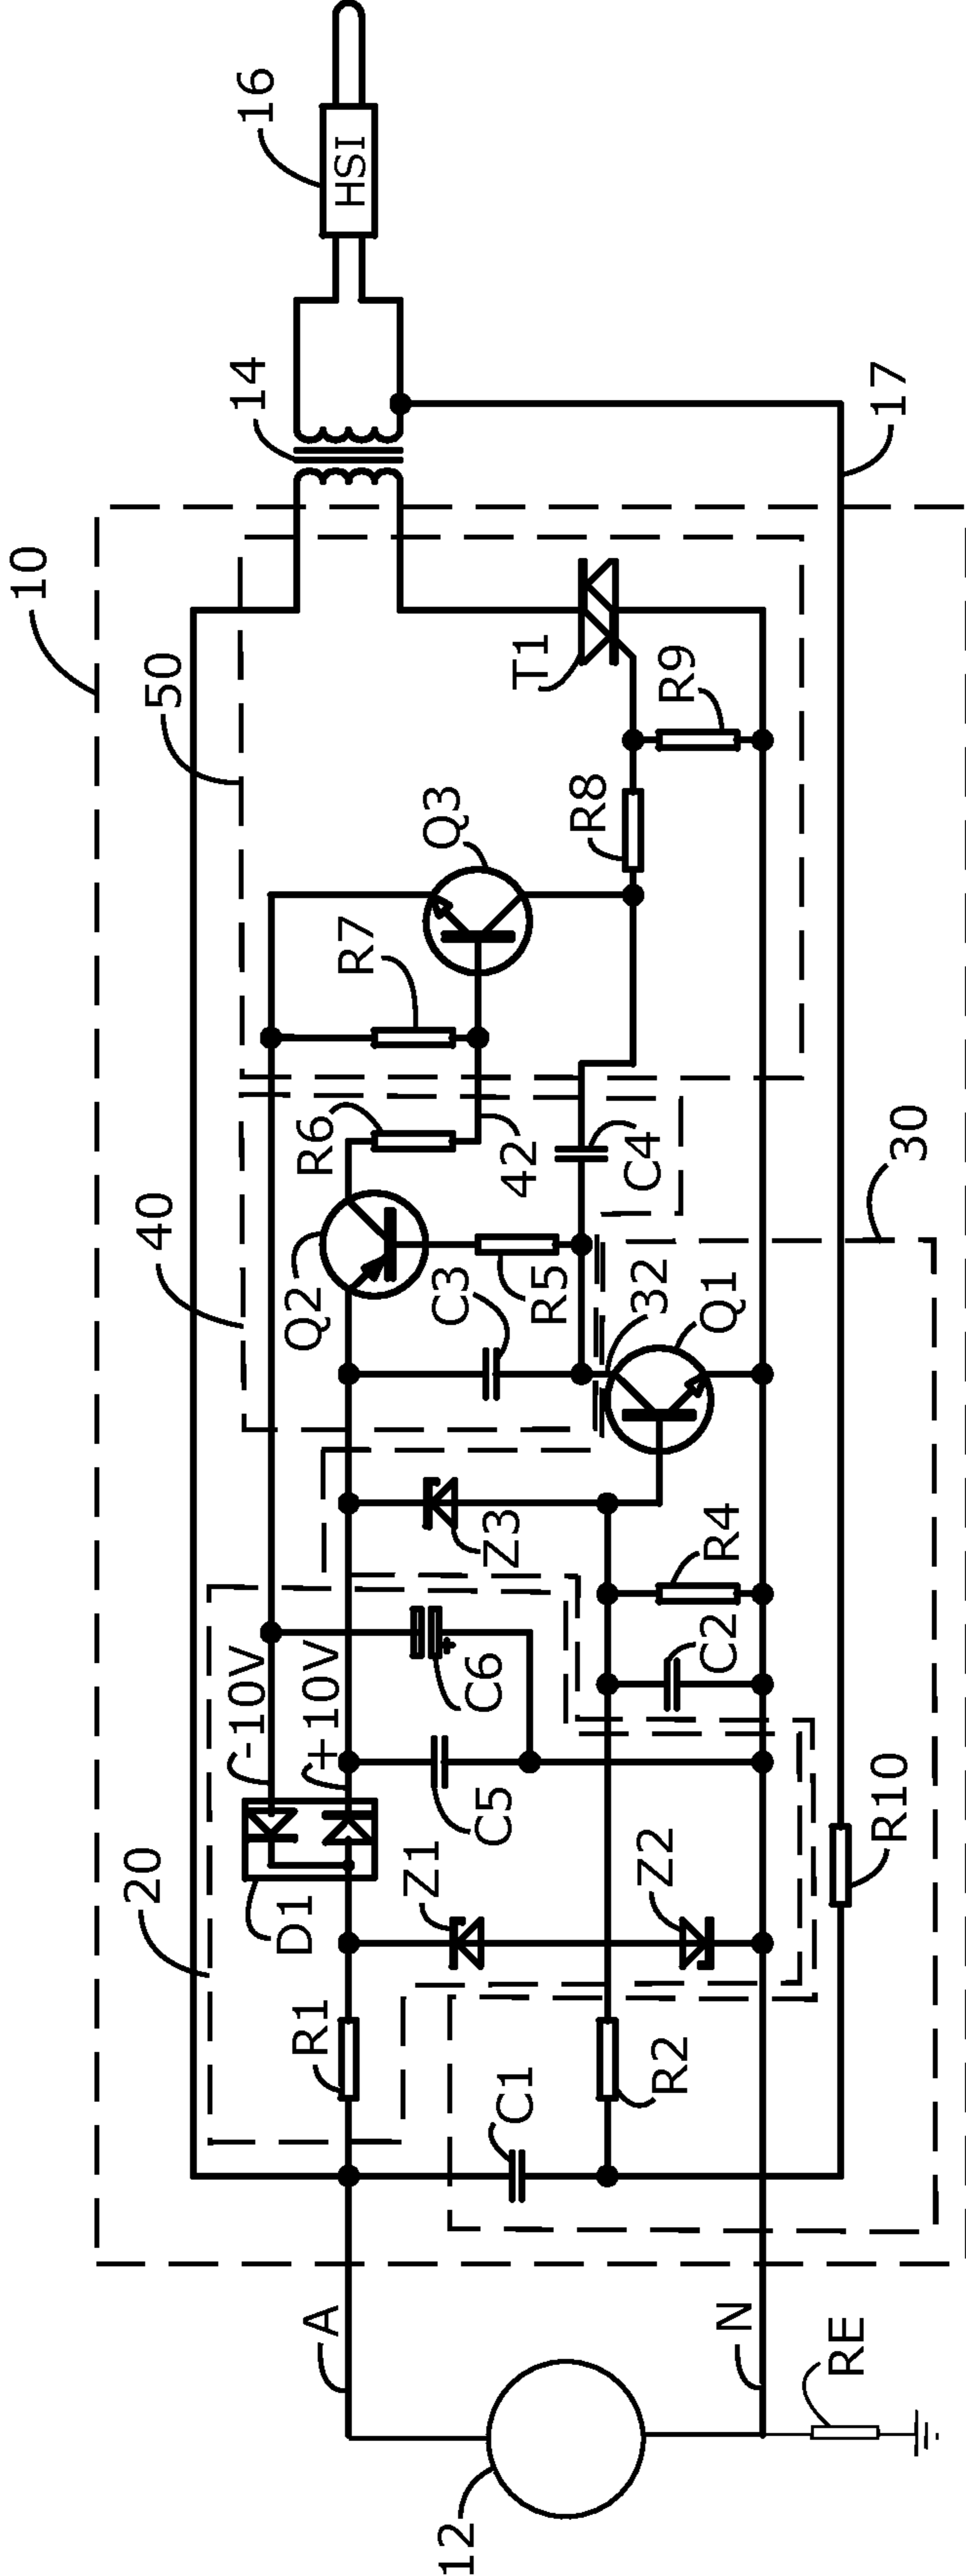 10
50
40
20
14
16
HSI
-10V
+10V
D1
R1
Z1
Z2
C1
R2
C5
C6
Z3
C2
R4
Q1
32
30
C3
R5
Q2
R6
42
C4
R7
Q3
R8
T1
R9
17
R10
A
N
12
RE